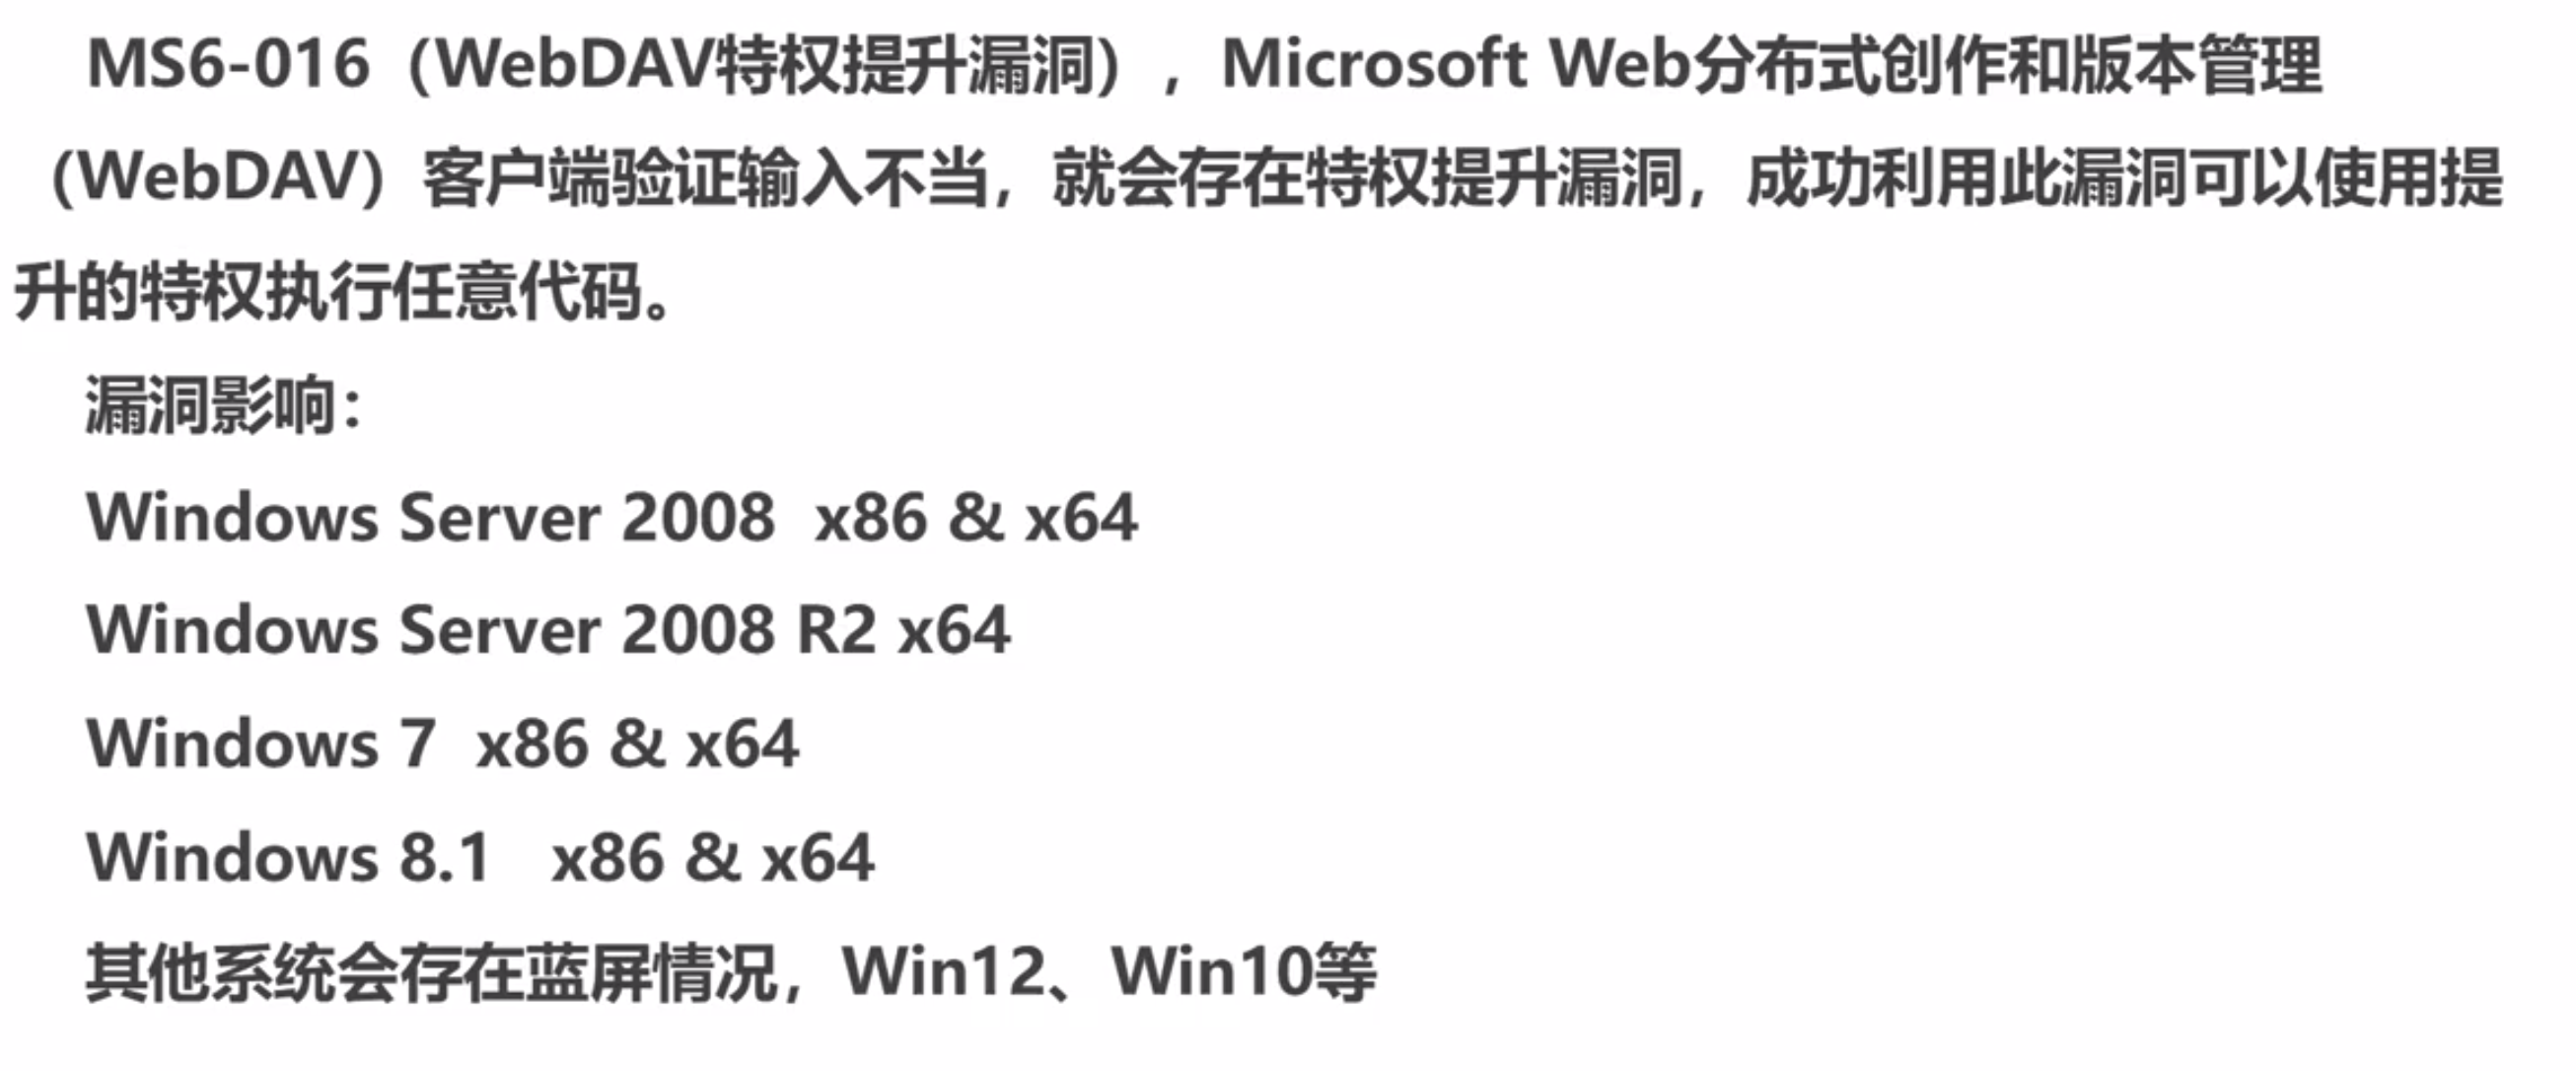 MS6-016（WebDAV特权提升漏洞），Microsoft Web分布式创作和版本管理
（WebDAV）客户端验证输入不当，就会存在特权提升漏洞，成功利用此漏洞可以使用提
升的特权执行任意代码。
漏洞影响：
Windows Server 2008  x86 & x64
Windows Server 2008 R2 x64
Windows 7  x86 & x64
Windows 8.1   x86 & x64
其他系统会存在蓝屏情况，Win12、Win10等